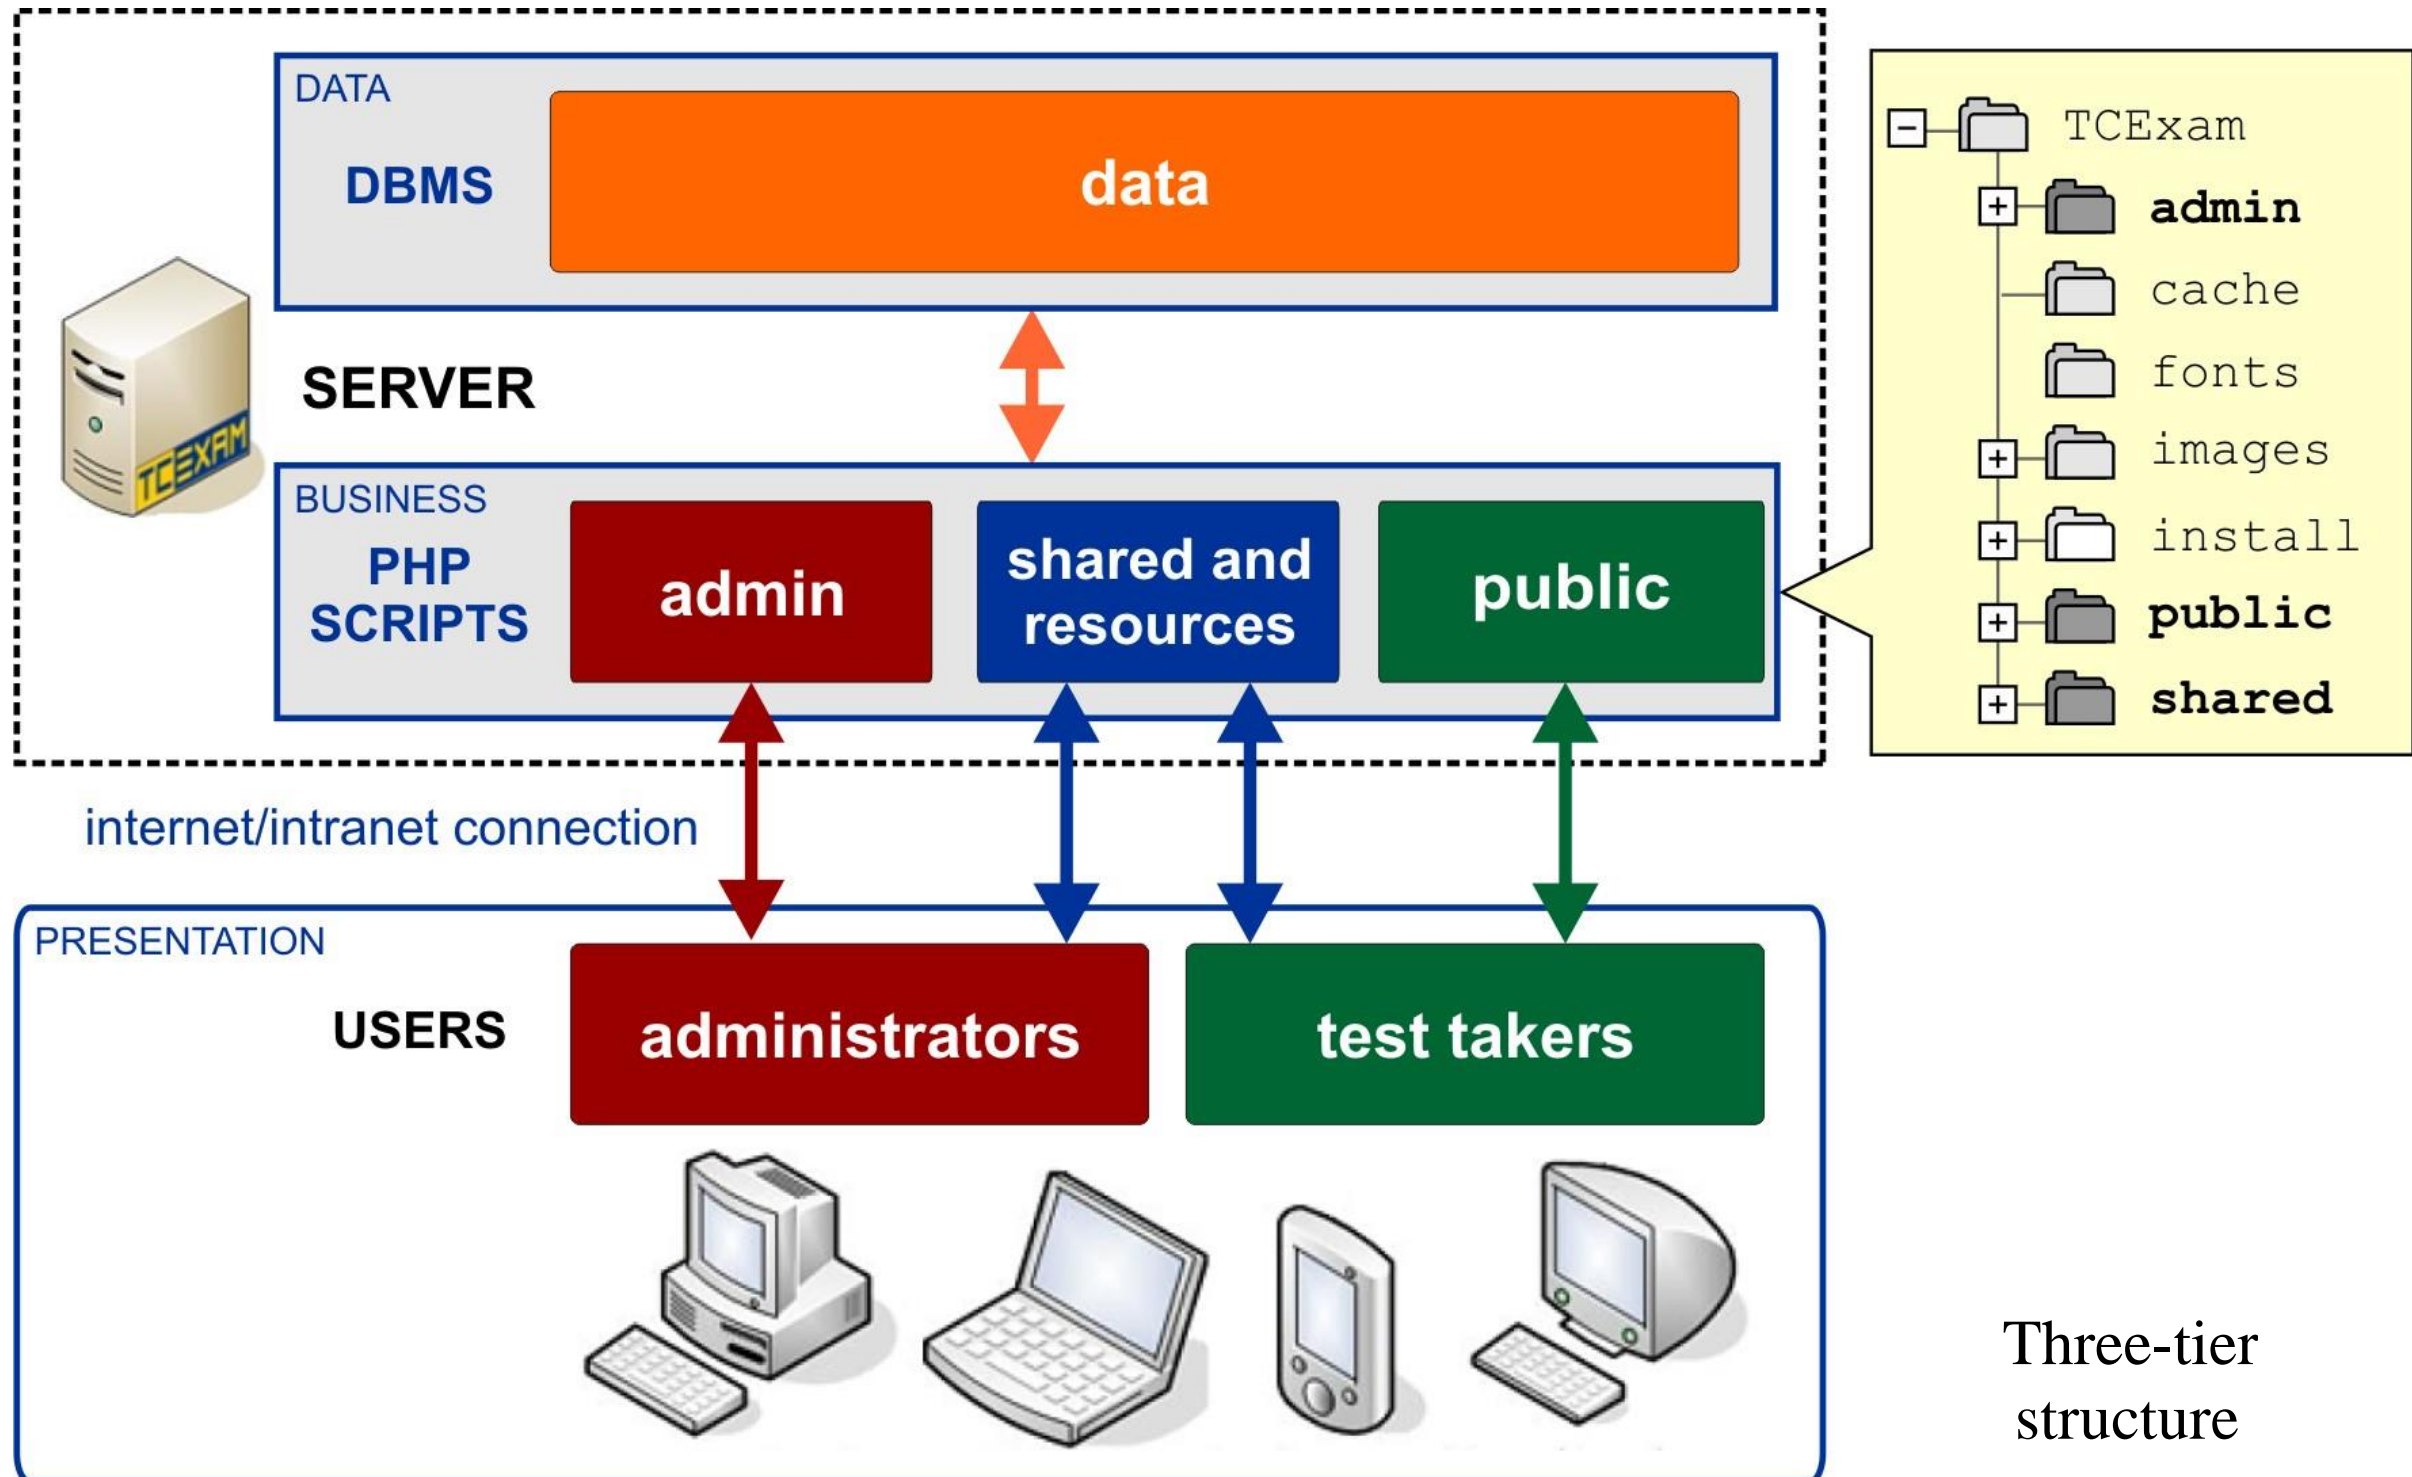 DATA
DBMS
data
SERVER
TCEXAM
BUSINESS
PHP
SCRIPTS
admin
shared and
resources
public
internet/intranet connection
PRESENTATION
USERS
administrators
test takers
TCExam
admin
cache
fonts
images
install
public
shared
Three-tier
structure